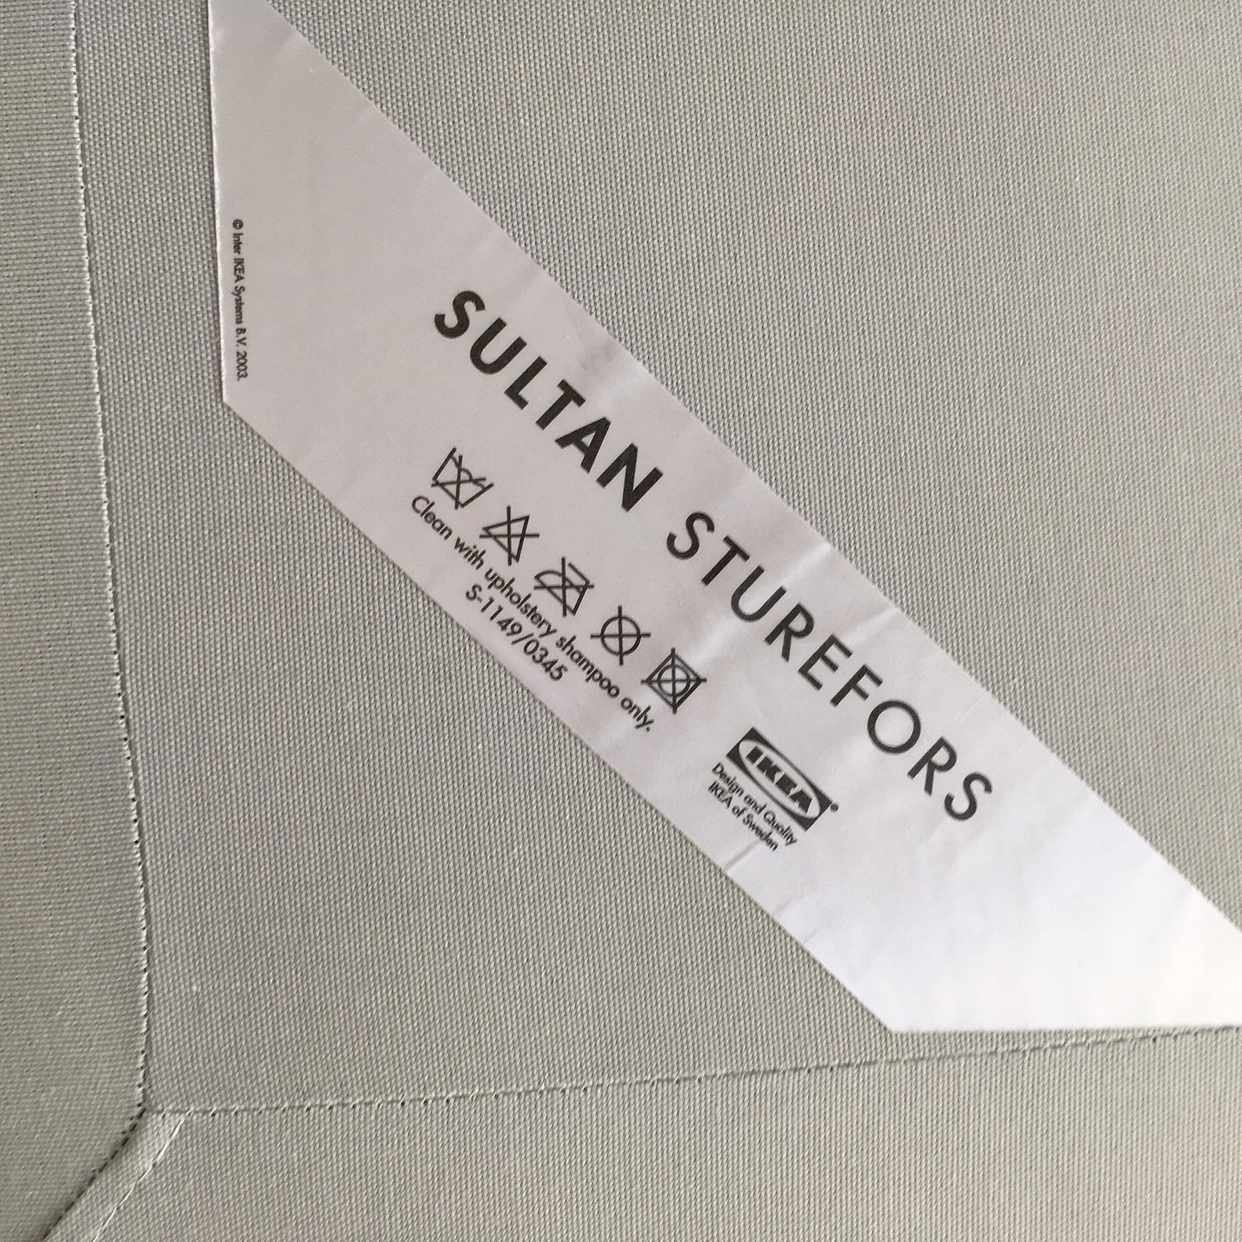 © Inter IKEA Systems B.V. 2003.
SULTAN STUREFORS
Clean with upholstery shampoo only.
S-1149/0345
IKEA®
Design and Quality
IKEA of Sweden